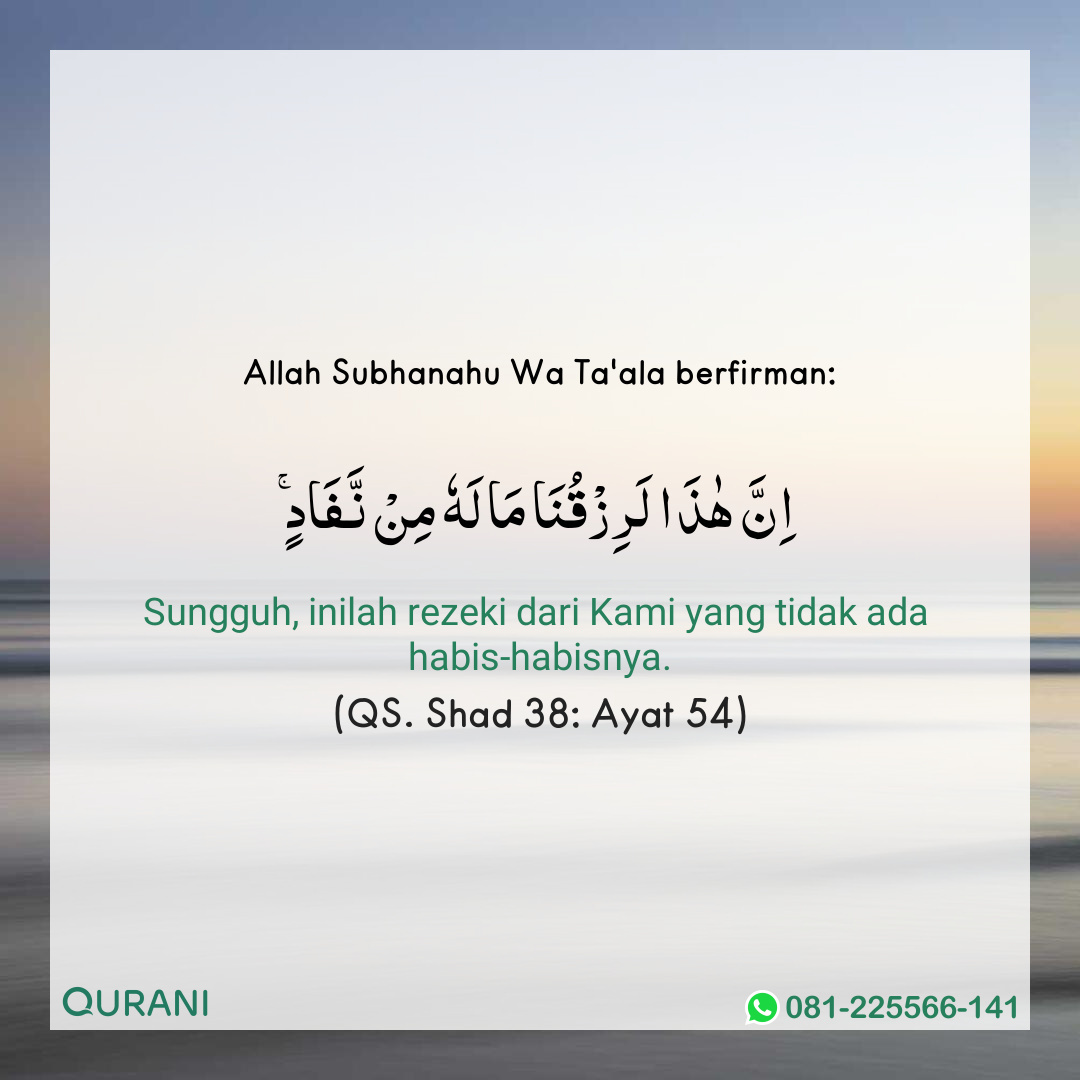 Allah Subhanahu Wa Ta'ala berfirman:
اِنَّ هٰذَا لَرِزْقُنَا مَا لَهٗ مِنْ نَّفَادٍۚ
Sungguh, inilah rezeki dari Kami yang tidak ada
habis-habisnya.
(QS. Shad 38: Ayat 54)
QURANI
081-225566-141